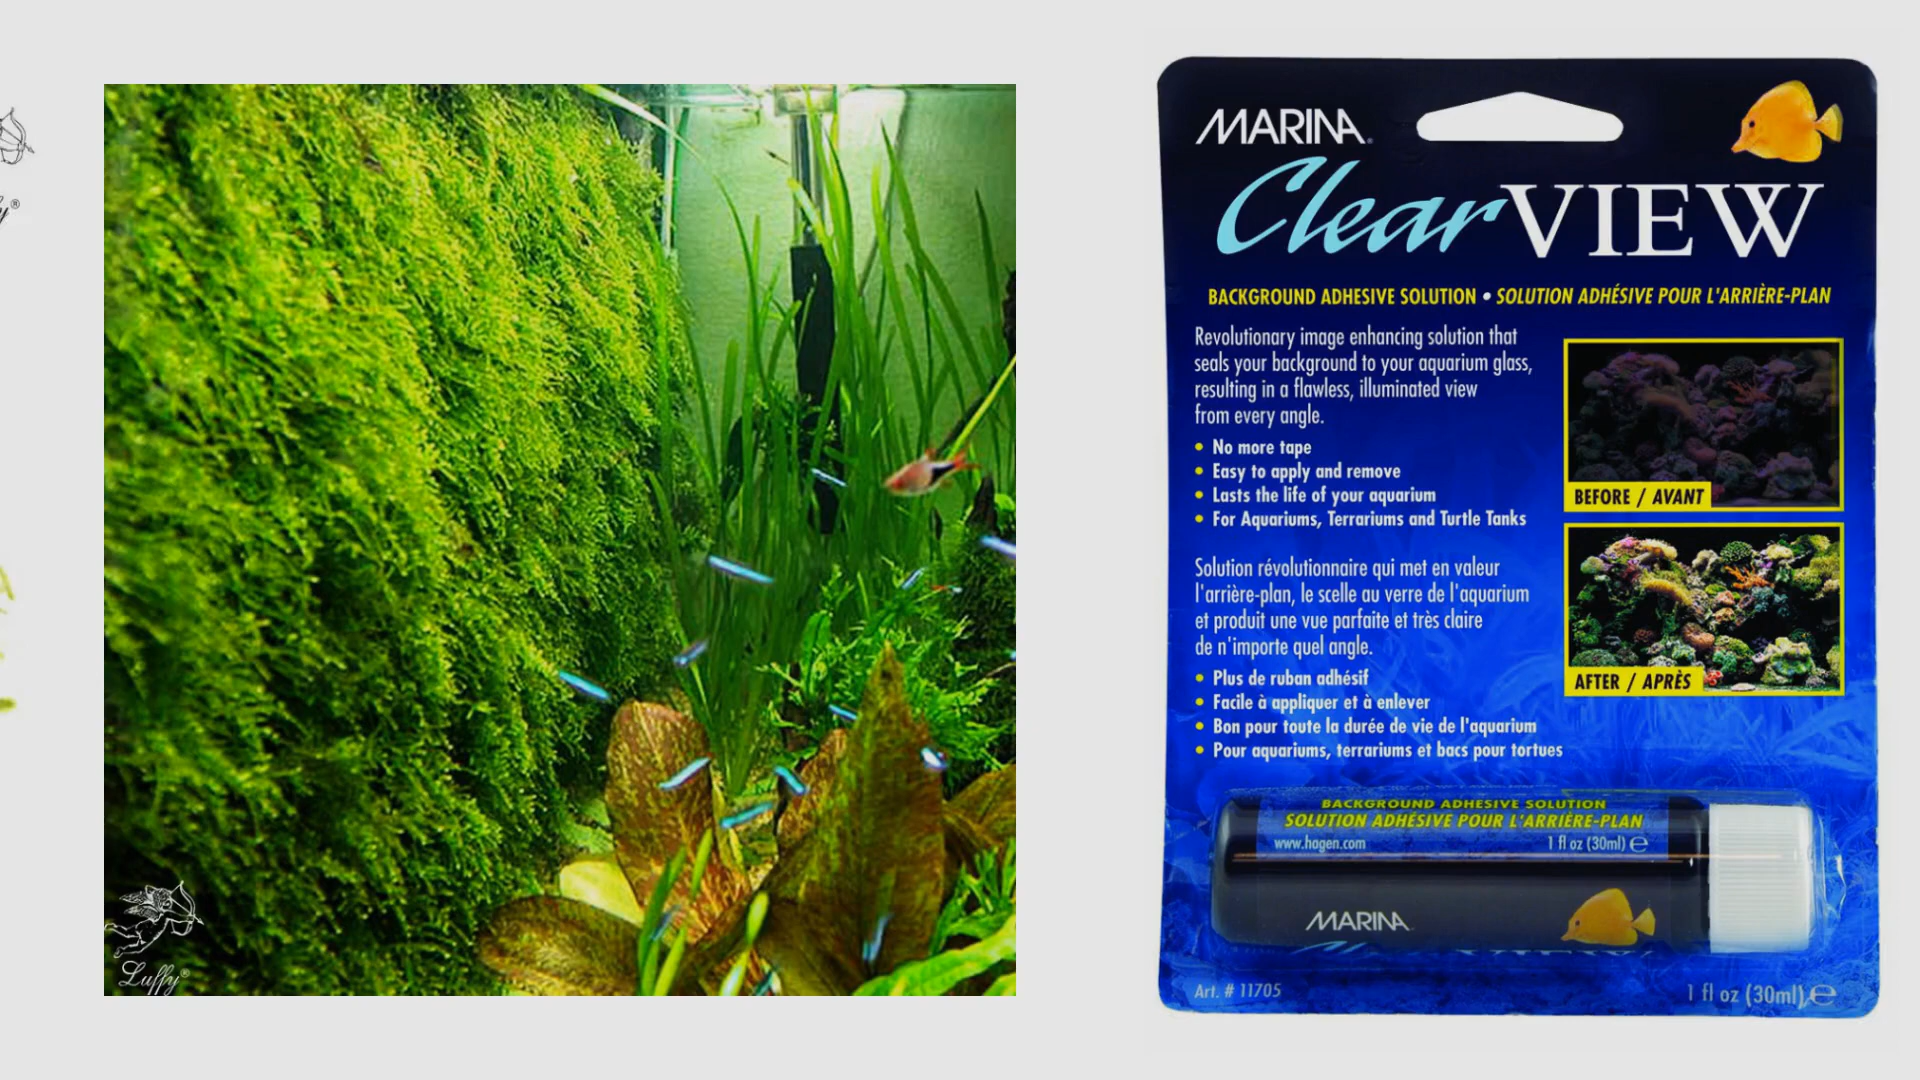 Luffy®
MARINA®
ClearVIEW
BACKGROUND ADHESIVE SOLUTION • SOLUTION ADHÉSIVE POUR L'ARRIÈRE-PLAN
Revolutionary image enhancing solution that
seals your background to your aquarium glass,
resulting in a flawless, illuminated view
from every angle.
• No more tape
• Easy to apply and remove
• Lasts the life of your aquarium
• For Aquariums, Terrariums and Turtle Tanks
BEFORE / AVANT
Solution révolutionnaire qui met en valeur
l'arrière-plan, le scelle au verre de l'aquarium
et produit une vue parfaite et très claire
de n'importe quel angle.
• Plus de ruban adhésif
• Facile à appliquer et à enlever
• Bon pour toute la durée de vie de l'aquarium
• Pour aquariums, terrariums et bacs pour tortues
AFTER / APRÈS
BACKGROUND ADHESIVE SOLUTION
SOLUTION ADHÉSIVE POUR L'ARRIÈRE-PLAN
www.hagen.com
1 fl oz (30ml) e
MARINA
Art. # 11705
1 fl oz (30ml) e